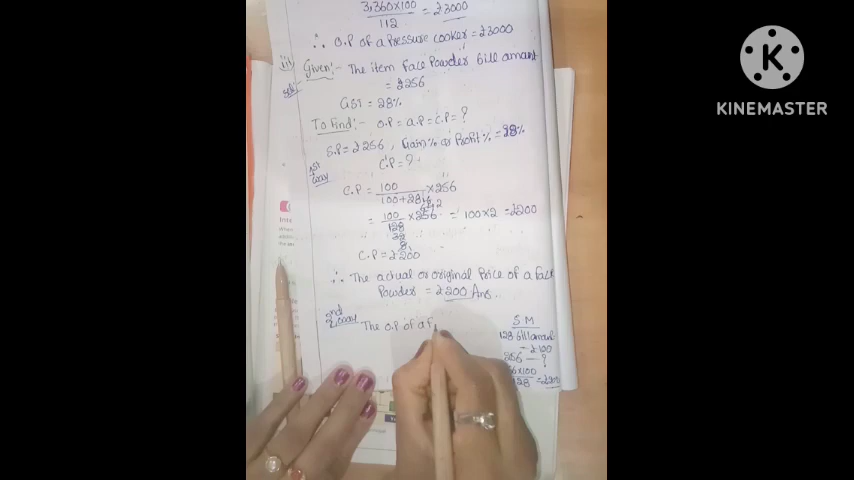 3,360×100
112
= ₹3000
∴ O.P of a Pressure cooker = ₹3000
iii) Given:- The item Face Powder bill amount
= ₹256
Sol:-
GST = 28%
To Find:- O.P = a.P = C.P = ?
S.P = ₹256, Gain% or Profit% = 28%
C.P = ?
1st way
C.P = 100
100+28 × 256
= 100
128 × 256 = 100×2 = ₹200
32
8
C.P = ₹200
∴ The actual or original Price of a Face
Powder = ₹200 Ans.
2nd way
The O.P of a F
S M
128 bill amount
— ₹100
256 — ?
×100
128 = ₹200
KINEMASTER